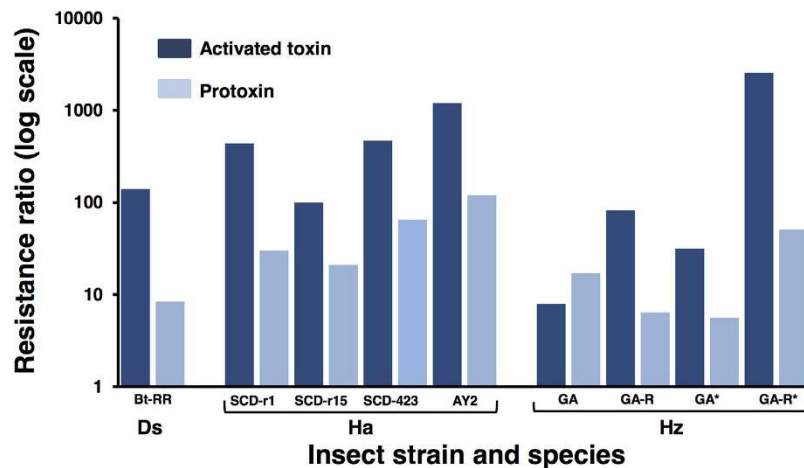 Resistance ratio (log scale)
10000
1000
100
10
1
Activated toxin
Protoxin
Bt-RR SCD-r1 SCD-r15 SCD-423 AY2 GA GA-R GA* GA-R*
Ds Ha Hz
Insect strain and species